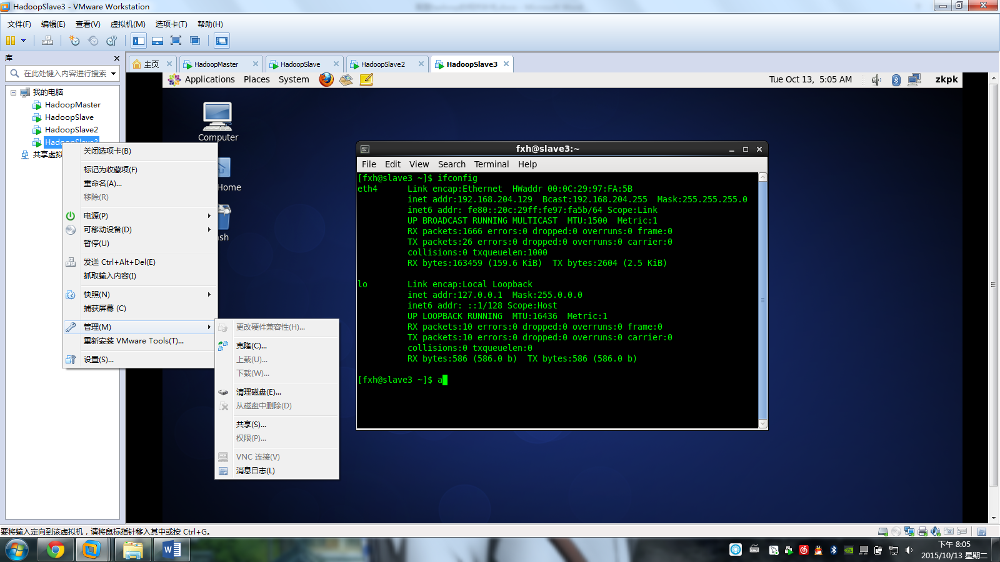 HadoopSlave3 - VMware Workstation
文件(F) 编辑(E) 查看(V) 虚拟机(M) 选项卡(T) 帮助(H)
库
在此处键入内容进行搜索
我的电脑
HadoopMaster
HadoopSlave
HadoopSlave2
HadoopSlave3
共享虚拟
主页 HadoopMaster HadoopSlave HadoopSlave2 HadoopSlave3
Applications Places System Tue Oct 13, 5:05 AM zkpk
Computer
Home
关闭选项卡(B)
标记为收藏项(F)
重命名(A)...
移除(R)
电源(P)
可移动设备(D)
暂停(U)
发送 Ctrl+Alt+Del(E)
抓取输入内容(I)
快照(N)
捕获屏幕 (C)
管理(M)
重新安装 VMware Tools(T)...
设置(S)...
更改硬件兼容性(H)...
克隆(C)...
上载(U)...
下载(W)...
清理磁盘(E)...
从磁盘中删除(D)
共享(S)...
权限(P)...
VNC 连接(V)
消息日志(L)
fxh@slave3:~
File Edit View Search Terminal Help
[fxh@slave3 ~]$ ifconfig
eth4 Link encap:Ethernet HWaddr 00:0C:29:97:FA:5B
inet addr:192.168.204.129 Bcast:192.168.204.255 Mask:255.255.255.0
inet6 addr: fe80::20c:29ff:fe97:fa5b/64 Scope:Link
UP BROADCAST RUNNING MULTICAST MTU:1500 Metric:1
RX packets:1666 errors:0 dropped:0 overruns:0 frame:0
TX packets:26 errors:0 dropped:0 overruns:0 carrier:0
collisions:0 txqueuelen:1000
RX bytes:163459 (159.6 KiB) TX bytes:2604 (2.5 KiB)
lo Link encap:Local Loopback
inet addr:127.0.0.1 Mask:255.0.0.0
inet6 addr: ::1/128 Scope:Host
UP LOOPBACK RUNNING MTU:16436 Metric:1
RX packets:10 errors:0 dropped:0 overruns:0 frame:0
TX packets:10 errors:0 dropped:0 overruns:0 carrier:0
collisions:0 txqueuelen:0
RX bytes:586 (586.0 b) TX bytes:586 (586.0 b)
[fxh@slave3 ~]$ a
要将输入定向到该虚拟机，请将鼠标指针移入其中或按 Ctrl+G。
下午 8:05
2015/10/13 星期二